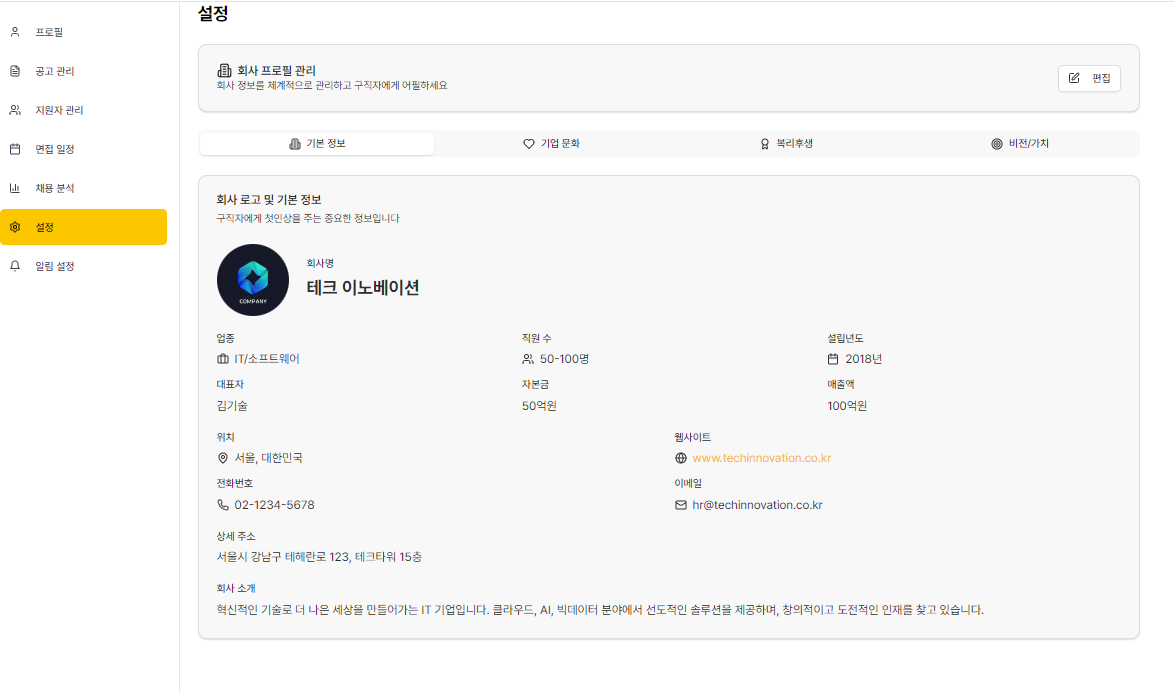 설정
프로필
공고 관리
지원자 관리
면접 일정
채용 분석
설정
알림 설정
회사 프로필 관리
회사 정보를 체계적으로 관리하고 구직자에게 어필하세요
편집
기본 정보
기업 문화
복리후생
비전/가치
회사 로고 및 기본 정보
구직자에게 첫인상을 주는 중요한 정보입니다
COMPANY
회사명
테크 이노베이션
업종
직원 수
설립년도
IT/소프트웨어
50-100명
2018년
대표자
자본금
매출액
김기술
50억원
100억원
위치
웹사이트
서울, 대한민국
www.techinnovation.co.kr
전화번호
이메일
02-1234-5678
hr@techinnovation.co.kr
상세 주소
서울시 강남구 테헤란로 123, 테크타워 15층
회사 소개
혁신적인 기술로 더 나은 세상을 만들어가는 IT 기업입니다. 클라우드, AI, 빅데이터 분야에서 선도적인 솔루션을 제공하며, 창의적이고 도전적인 인재를 찾고 있습니다.